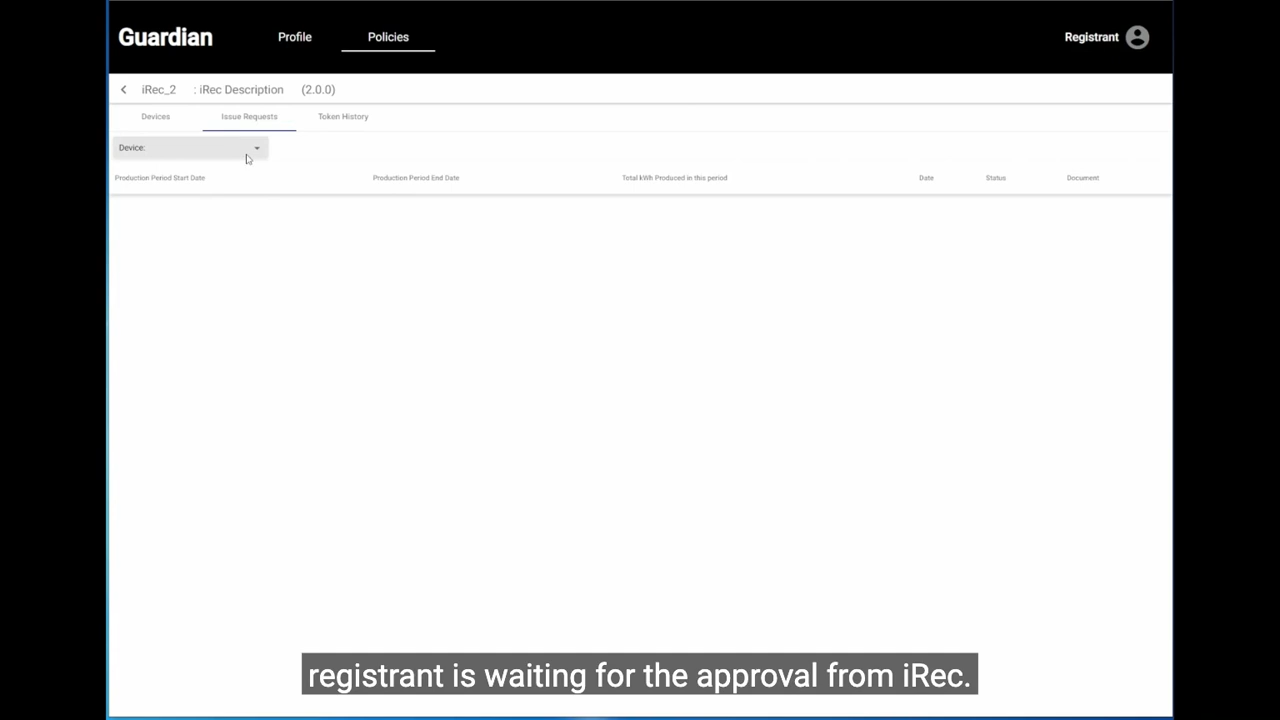 Guardian Profile Policies Registrant
iRec_2 : iRec Description (2.0.0)
Devices Issue Requests Token History
Device:
Production Period Start Date Production Period End Date Total kWh Produced in this period Date Status Document
registrant is waiting for the approval from iRec.